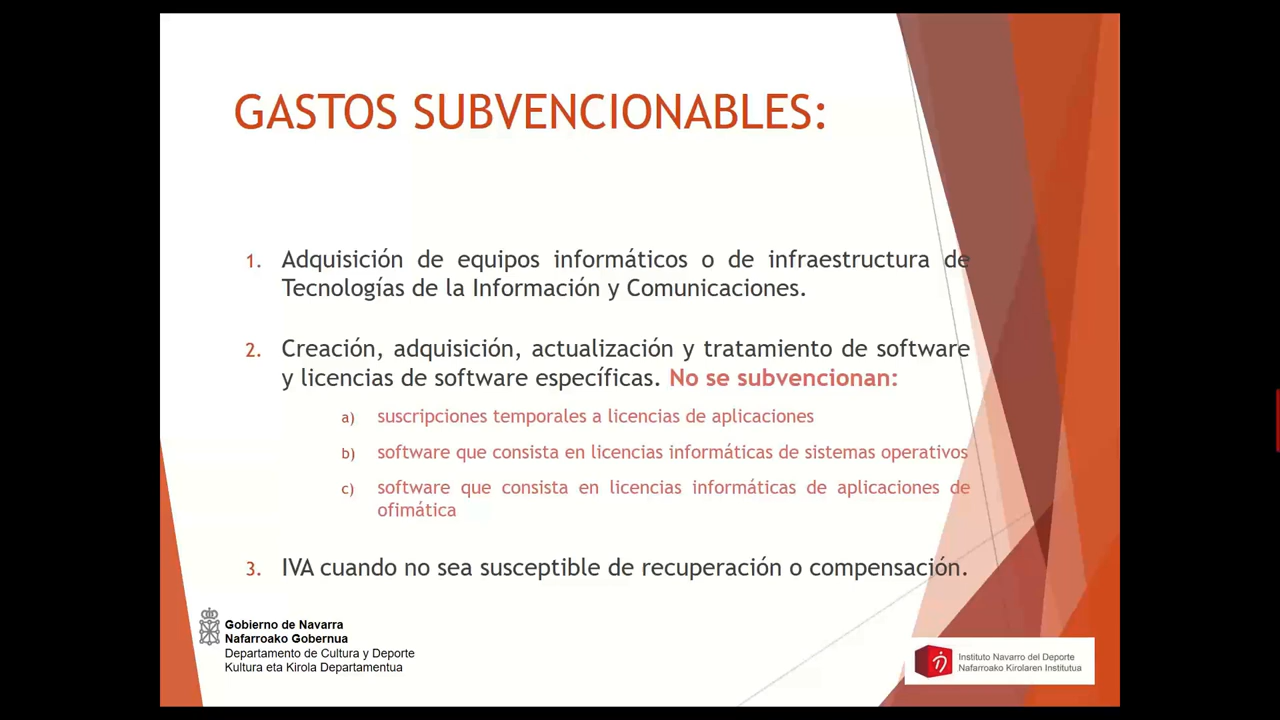 GASTOS SUBVENCIONABLES:
1. Adquisición de equipos informáticos o de infraestructura de
Tecnologías de la Información y Comunicaciones.
2. Creación, adquisición, actualización y tratamiento de software
y licencias de software específicas. No se subvencionan:
a) suscripciones temporales a licencias de aplicaciones
b) software que consista en licencias informáticas de sistemas operativos
c) software que consista en licencias informáticas de aplicaciones de
ofimática
3. IVA cuando no sea susceptible de recuperación o compensación.
Gobierno de Navarra
Nafarroako Gobernua
Departamento de Cultura y Deporte
Kultura eta Kirola Departamentua
Instituto Navarro del Deporte
Nafarroako Kirolaren Institutua